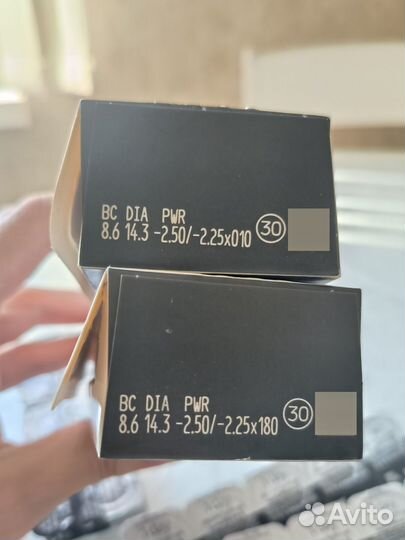 BC DIA PWR
8.6 14.3 -2.50/-2.25x010 30
BC DIA PWR
8.6 14.3 -2.50/-2.25x180 30
Avito